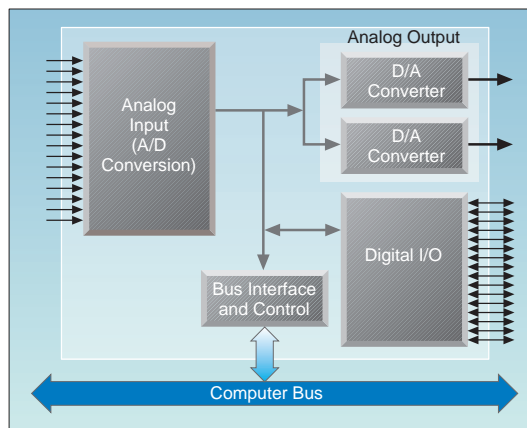 Analog Output
D/A
Converter
Analog
Input
(A/D
Conversion)
D/A
Converter
Digital I/O
Bus Interface
and Control
Computer Bus